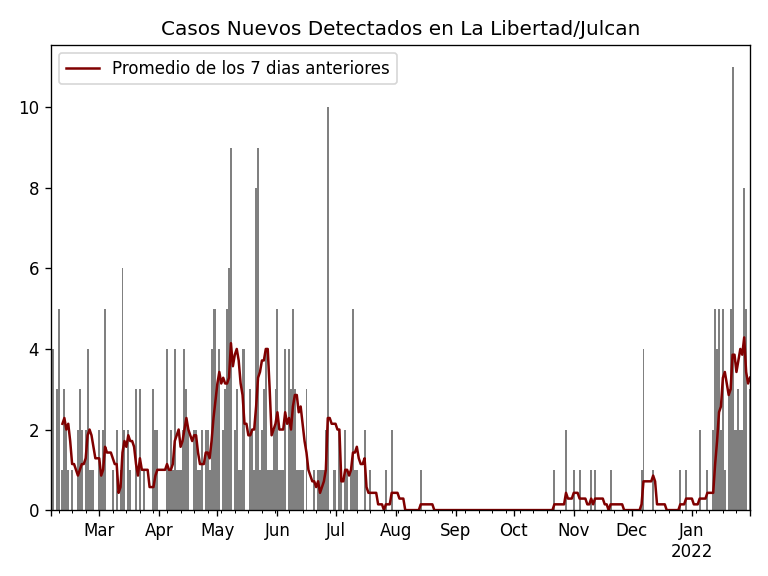 Casos Nuevos Detectados en La Libertad/Julcan
Promedio de los 7 dias anteriores
10
8
6
4
2
0
Mar Apr May Jun Jul Aug Sep Oct Nov Dec Jan
2022